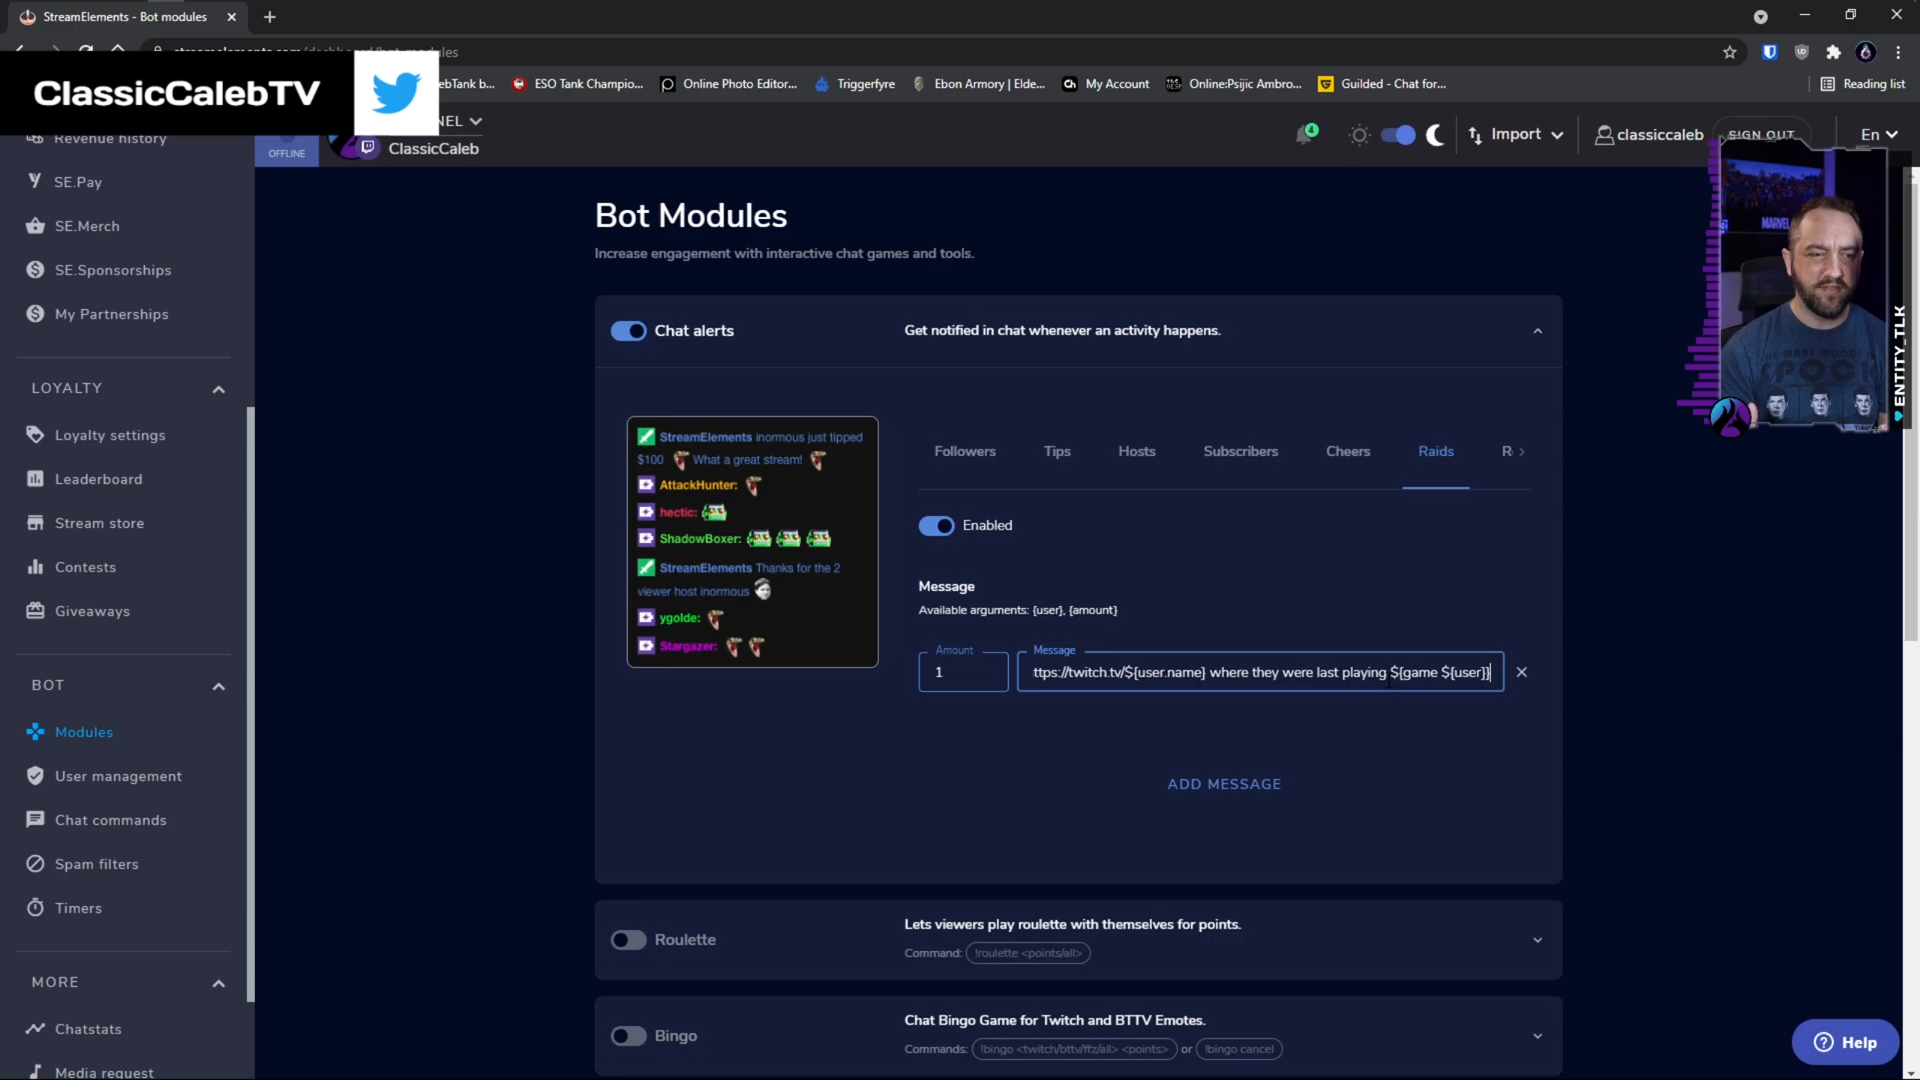 StreamElements - Bot modules
ClassicCalebTV
ebTank b...
ESO Tank Champio...
Online Photo Editor...
Triggerfyre
Ebon Armory | Elde...
My Account
Online:Psijic Ambro...
Guilded - Chat for...
Reading list
Revenue history
OFFLINE
NEL
ClassicCaleb
4
Import
classiccaleb
SIGN OUT
En
SE.Pay
SE.Merch
SE.Sponsorships
My Partnerships
LOYALTY
Loyalty settings
Leaderboard
Stream store
Contests
Giveaways
BOT
Modules
User management
Chat commands
Spam filters
Timers
MORE
Chatstats
Media request
Bot Modules
Increase engagement with interactive chat games and tools.
Chat alerts
Get notified in chat whenever an activity happens.
StreamElements inormous just tipped
$100 What a great stream!
AttackHunter:
hectic:
ShadowBoxer:
StreamElements Thanks for the 2
viewer host inormous
ygolde:
Stargazer:
Followers
Tips
Hosts
Subscribers
Cheers
Raids
R
Enabled
Message
Available arguments: {user}, {amount}
Amount
1
Message
ttps://twitch.tv/${user.name} where they were last playing ${game ${user}}
ADD MESSAGE
Roulette
Lets viewers play roulette with themselves for points.
Command: !roulette <points/all>
Bingo
Chat Bingo Game for Twitch and BTTV Emotes.
Commands: !bingo <twitch/bttv/ffz/all> <points> or !bingo cancel
MARVEL
SPOCK
ENTITY_TLK
Help